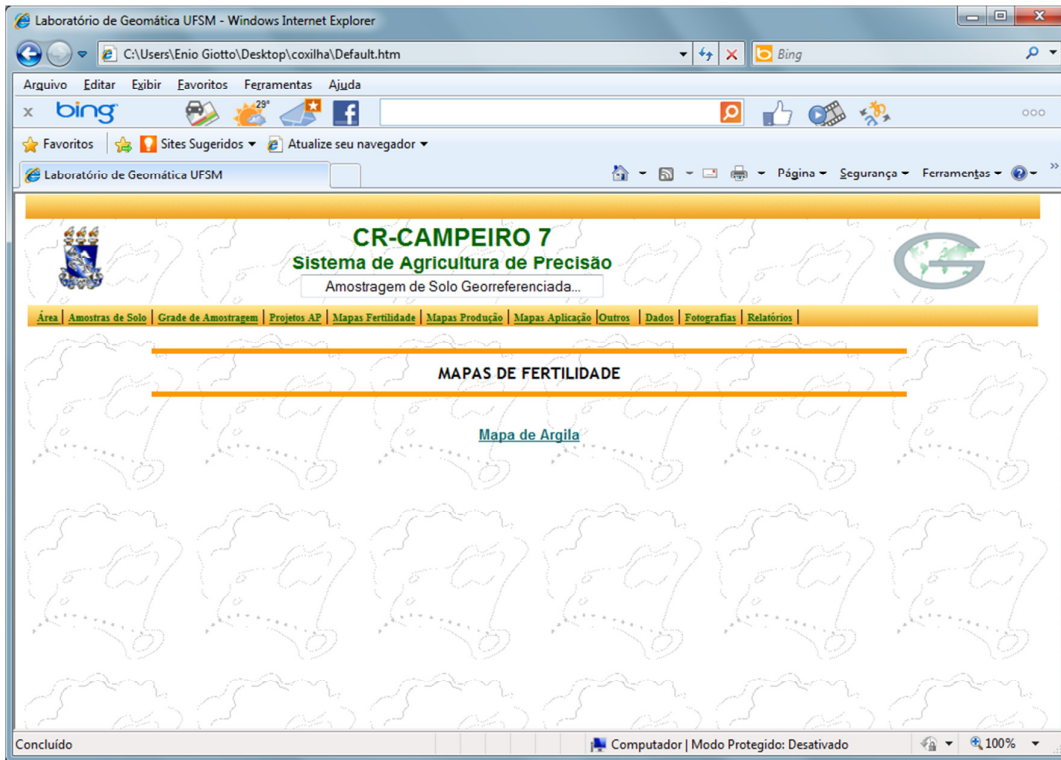 Laboratório de Geomática UFSM - Windows Internet Explorer
C:\Users\Enio Giotto\Desktop\coxilha\Default.htm
Bing
Arquivo Editar Exibir Favoritos Ferramentas Ajuda
x bing 29°
Favoritos Sites Sugeridos Atualize seu navegador
Laboratório de Geomática UFSM Página Segurança Ferramentas »
CR-CAMPEIRO 7
Sistema de Agricultura de Precisão
Amostragem de Solo Georreferenciada...
Área | Amostras de Solo | Grade de Amostragem | Projetos AP | Mapas Fertilidade | Mapas Produção | Mapas Aplicação |Outros | Dados | Fotografias | Relatórios |
MAPAS DE FERTILIDADE
Mapa de Argila
Concluído Computador | Modo Protegido: Desativado 100%